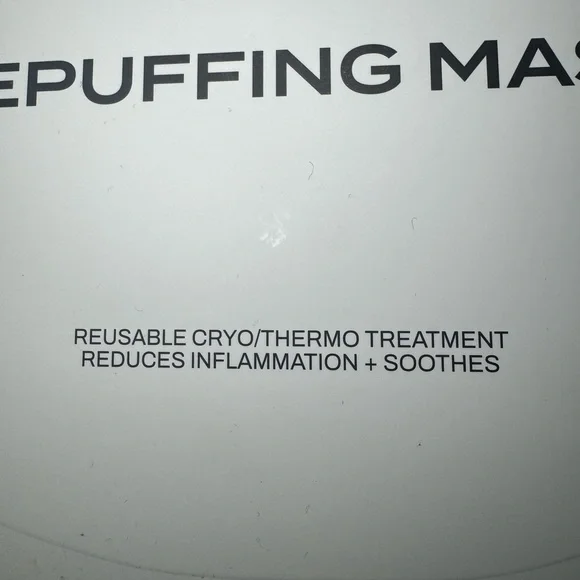 EPUFFING MAS
REUSABLE CRYO/THERMO TREATMENT
REDUCES INFLAMMATION + SOOTHES